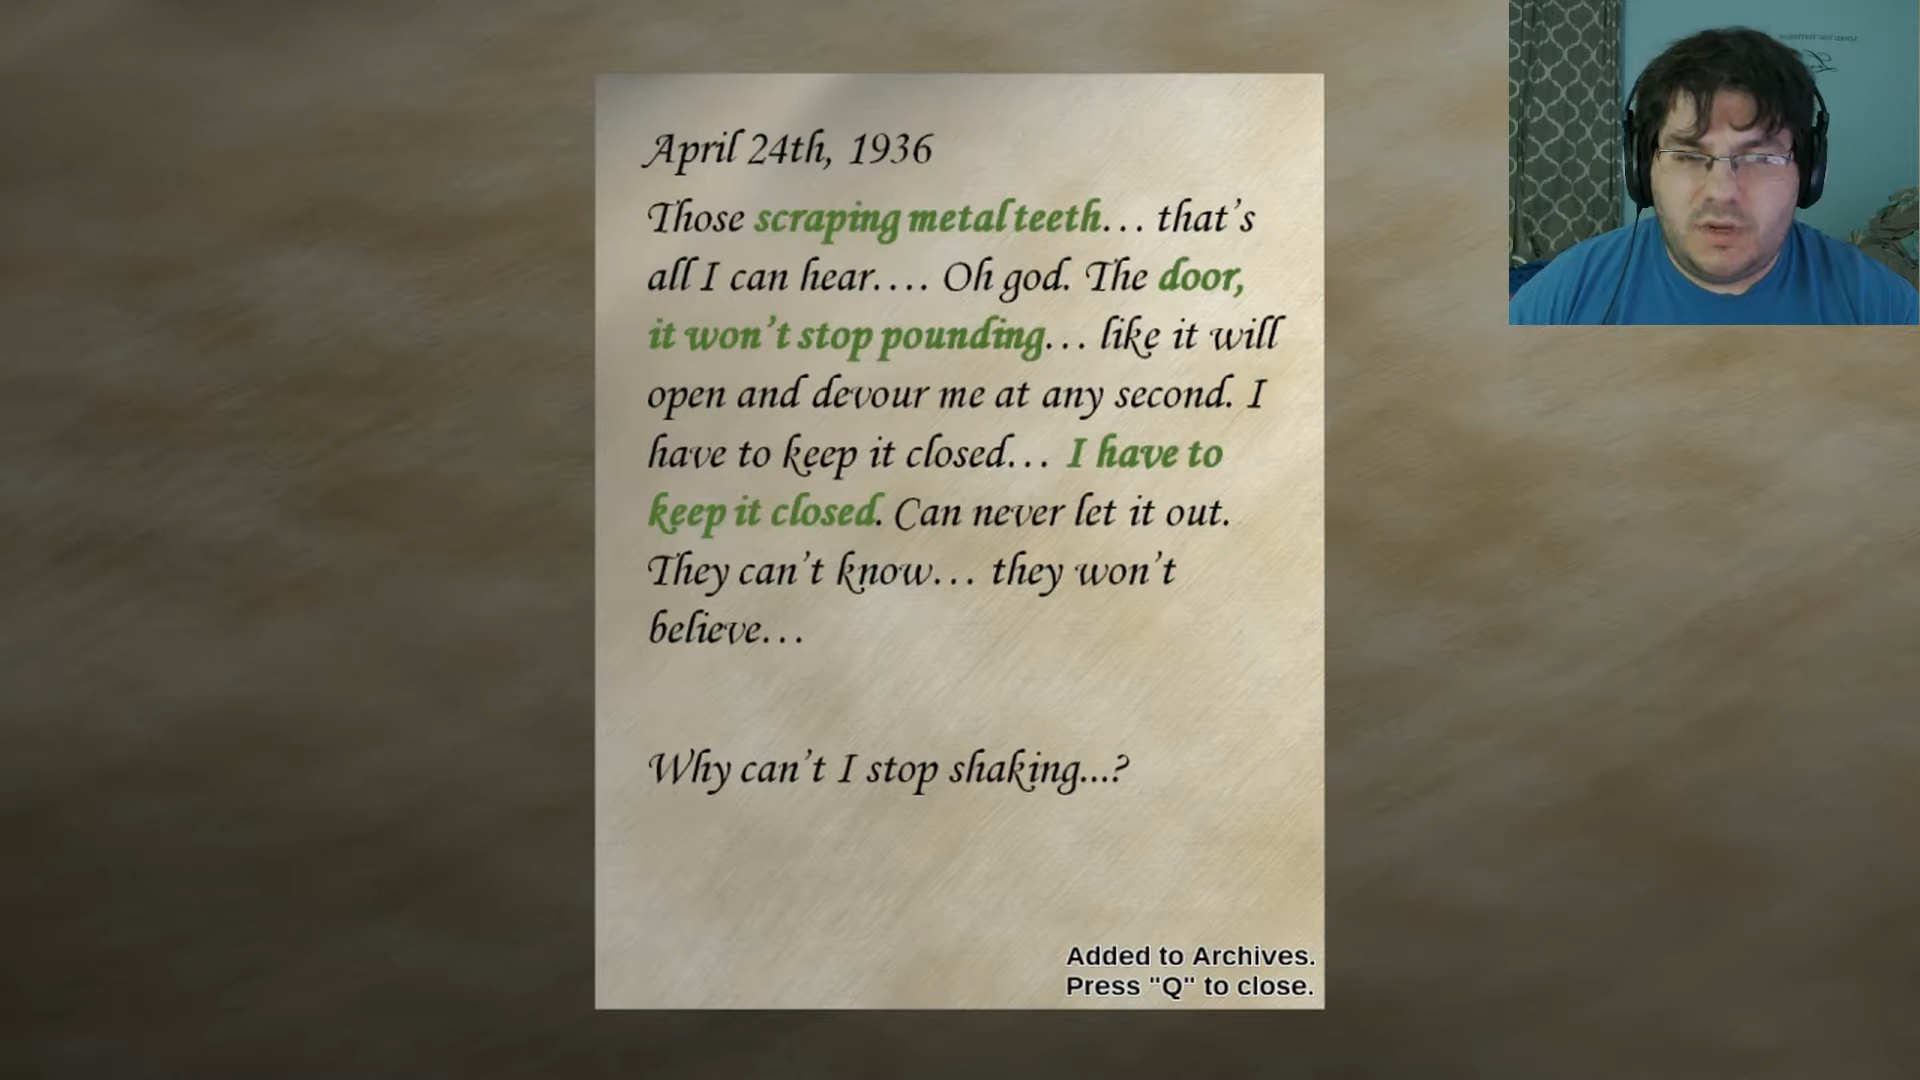 April 24th, 1936
Those scraping metal teeth... that's
all I can hear.... Oh god. The door,
it won't stop pounding... like it will
open and devour me at any second. I
have to keep it closed... I have to
keep it closed. Can never let it out.
They can't know... they won't
believe...
Why can't I stop shaking...?
Added to Archives.
Press "Q" to close.